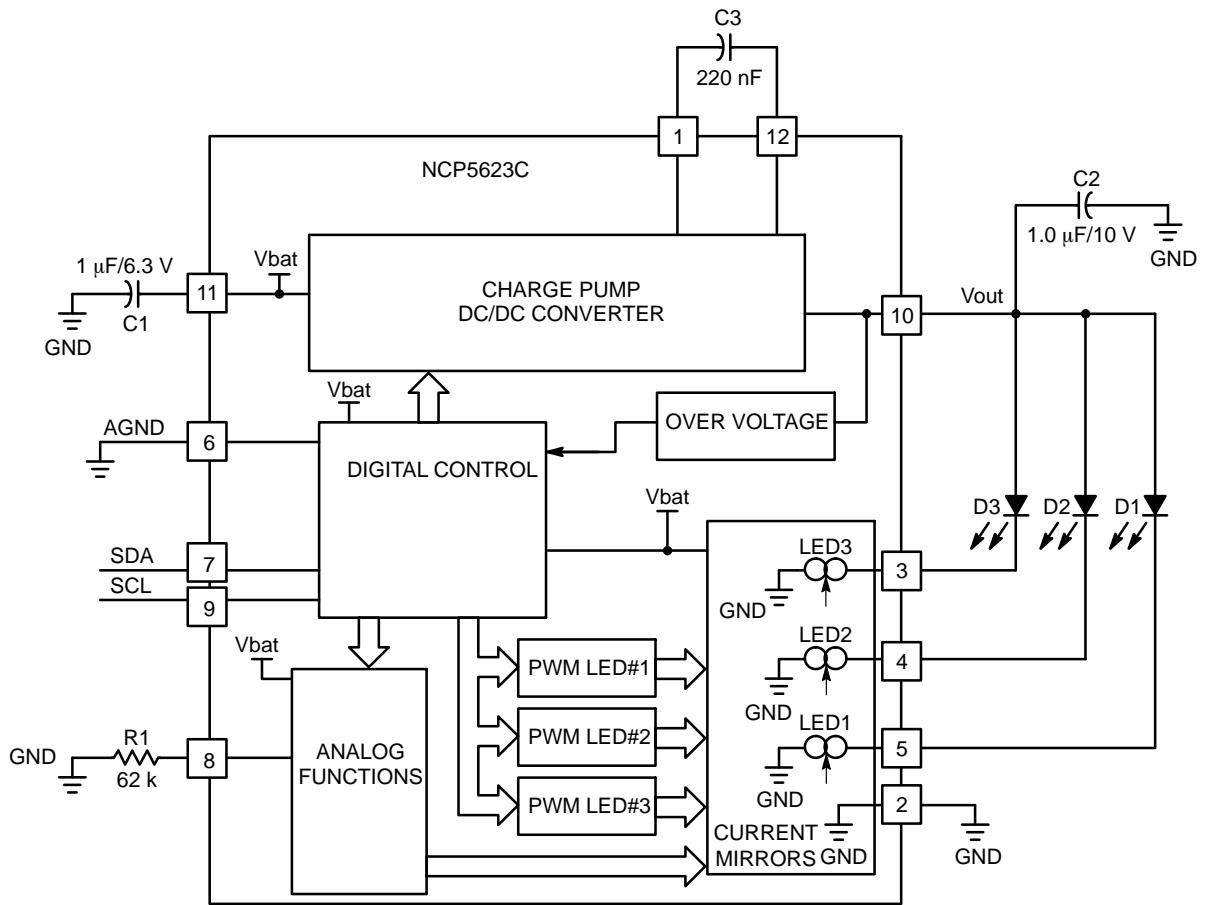 C3
220 nF
1
12
NCP5623C
C2
1.0 μF/10 V
GND
1 μF/6.3 V
Vbat
11
C1
GND
CHARGE PUMP
DC/DC CONVERTER
Vout
10
Vbat
AGND
6
OVER VOLTAGE
DIGITAL CONTROL
Vbat
D3
D2
D1
SDA
7
SCL
9
LED3
3
GND
Vbat
PWM LED#1
LED2
4
GND
R1
62 k
GND
8
ANALOG
FUNCTIONS
PWM LED#2
LED1
5
GND
PWM LED#3
2
CURRENT
MIRRORS
GND
GND